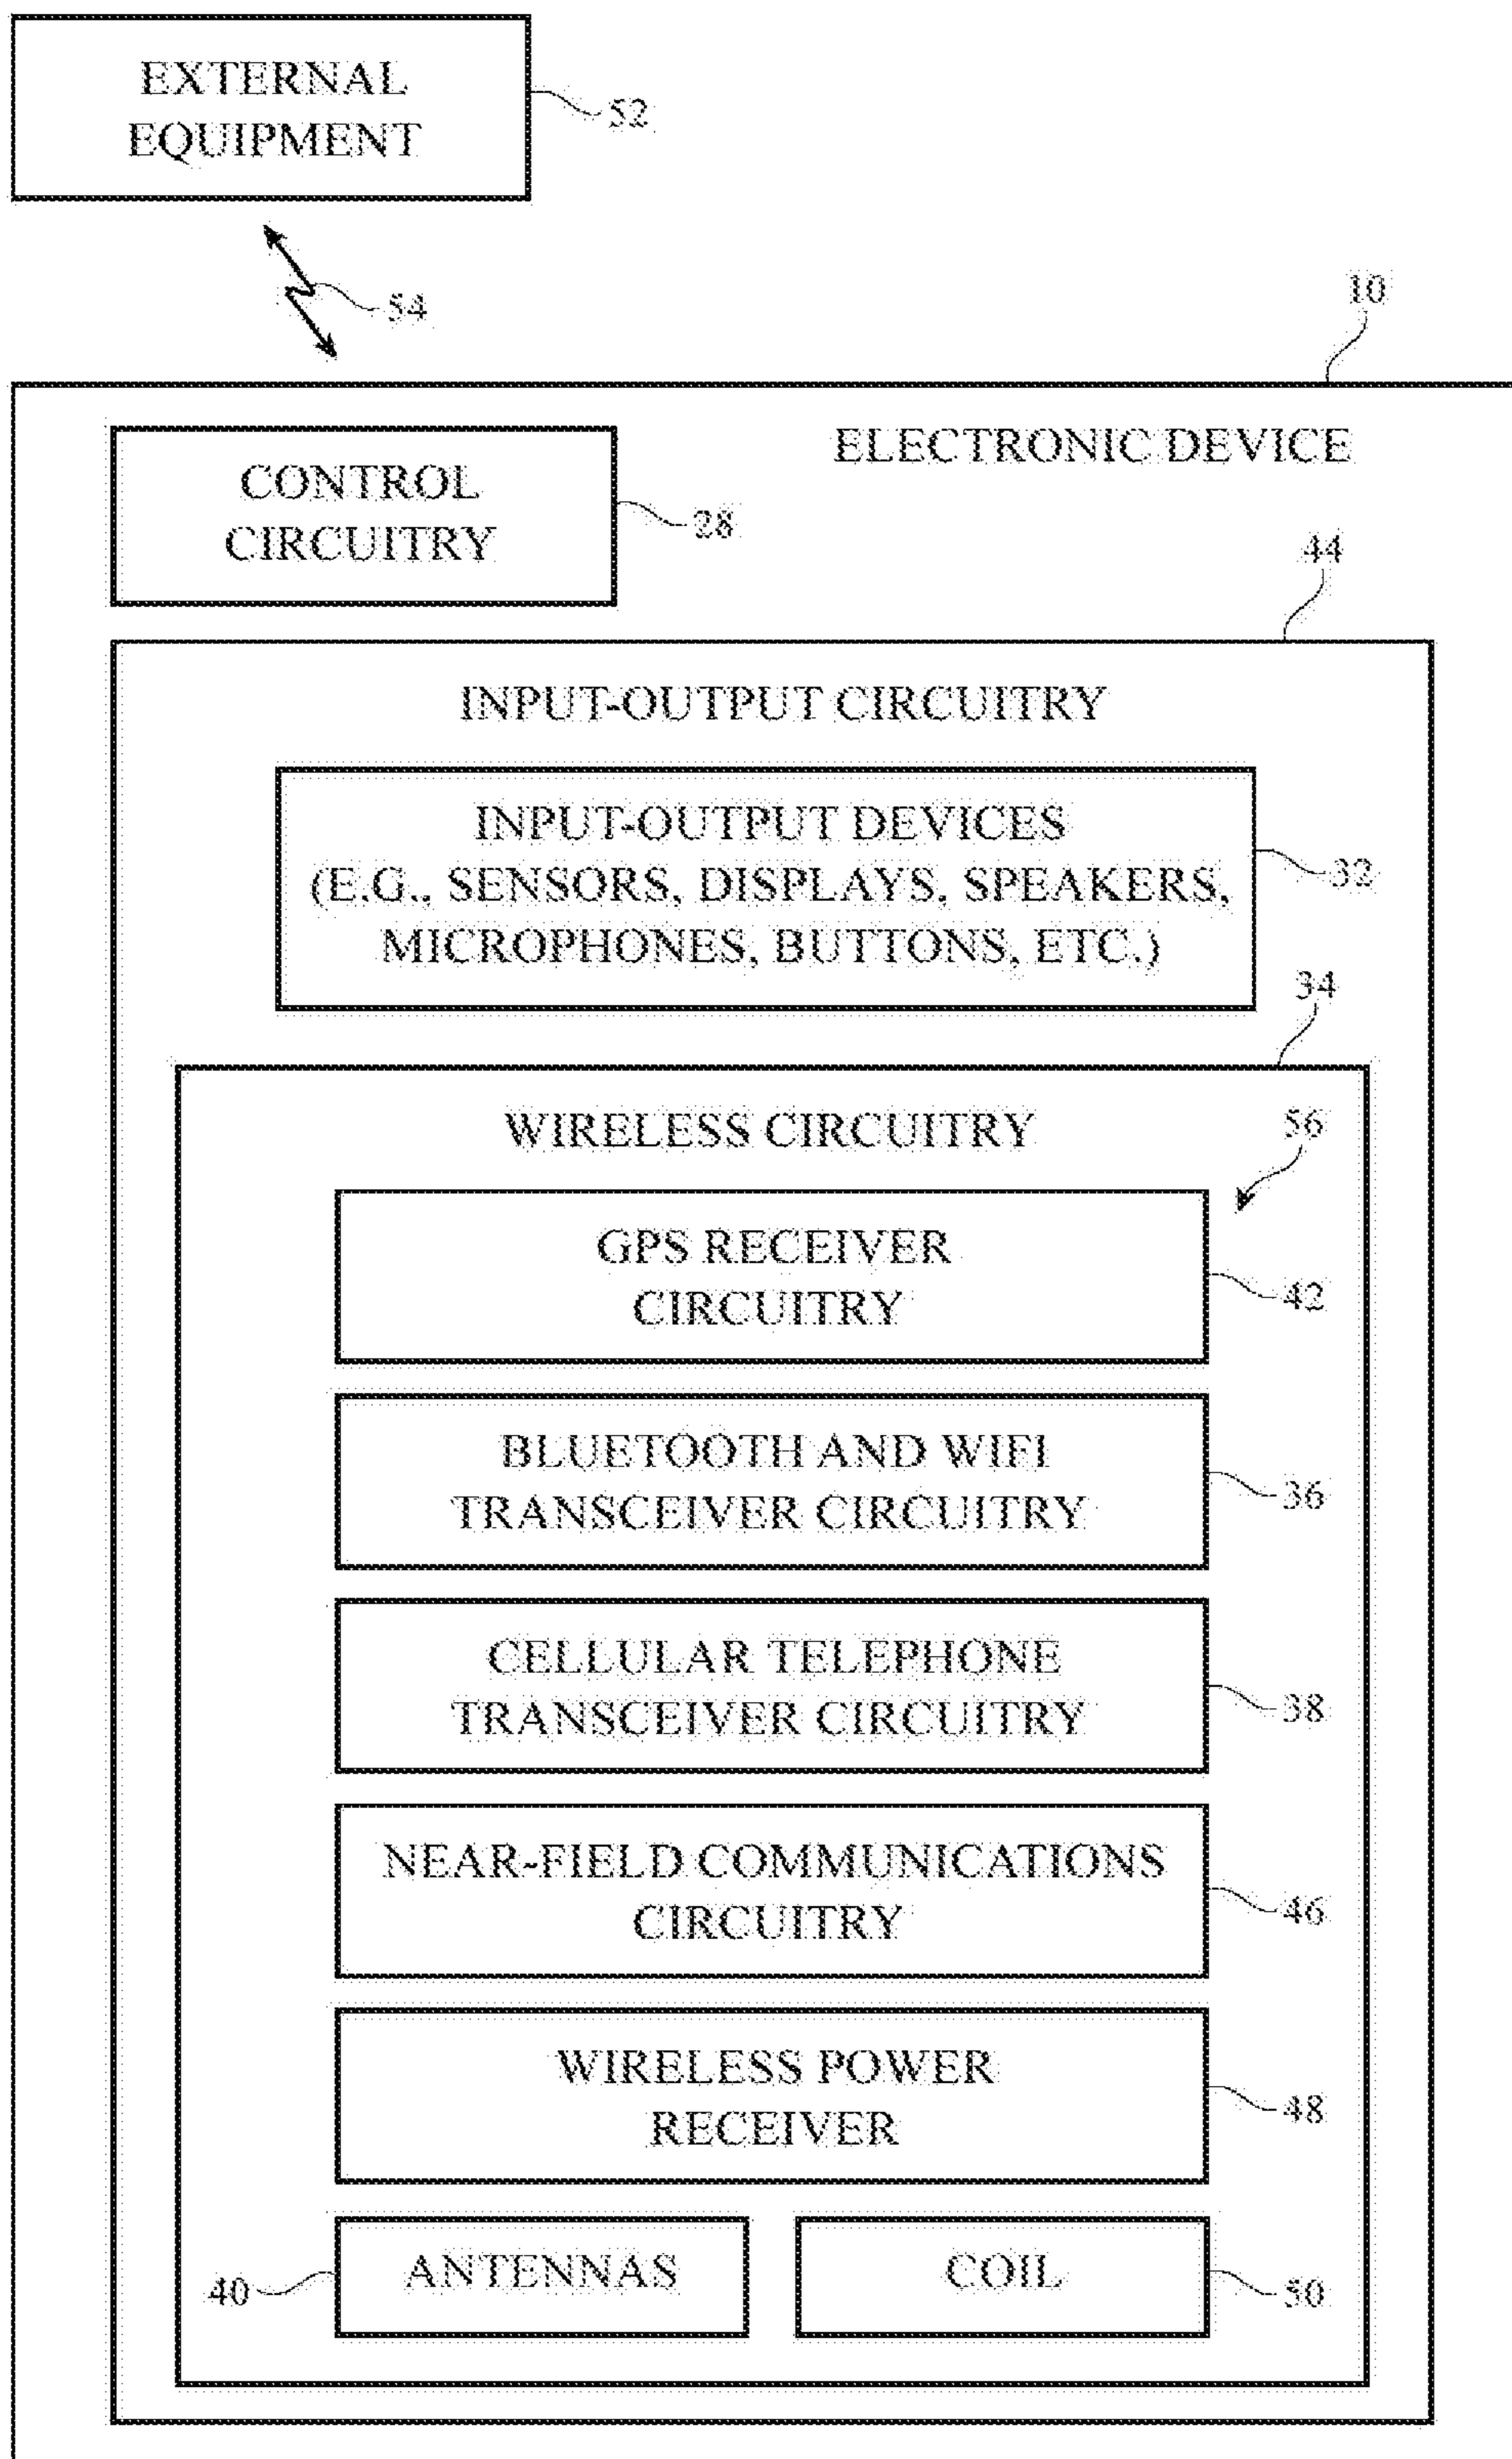 EXTERNAL
EQUIPMENT
52
54
10
ELECTRONIC DEVICE
CONTROL
CIRCUITRY
28
44
INPUT-OUTPUT CIRCUITRY
INPUT-OUTPUT DEVICES
(E.G., SENSORS, DISPLAYS, SPEAKERS,
MICROPHONES, BUTTONS, ETC.)
32
34
WIRELESS CIRCUITRY
56
GPS RECEIVER
CIRCUITRY
42
BLUETOOTH AND WIFI
TRANSCEIVER CIRCUITRY
36
CELLULAR TELEPHONE
TRANSCEIVER CIRCUITRY
38
NEAR-FIELD COMMUNICATIONS
CIRCUITRY
46
WIRELESS POWER
RECEIVER
48
40
ANTENNAS
COIL
50